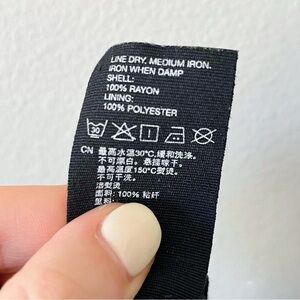 LINE DRY. MEDIUM IRON.
IRON WHEN DAMP
SHELL:
100% RAYON
LINING:
100% POLYESTER
30
CN 最高水温30°C,缓和洗涤.
不可漂白. 悬挂晾干.
最高温度150°C熨烫.
不可干洗.
面料: 100% 粘纤
里料: